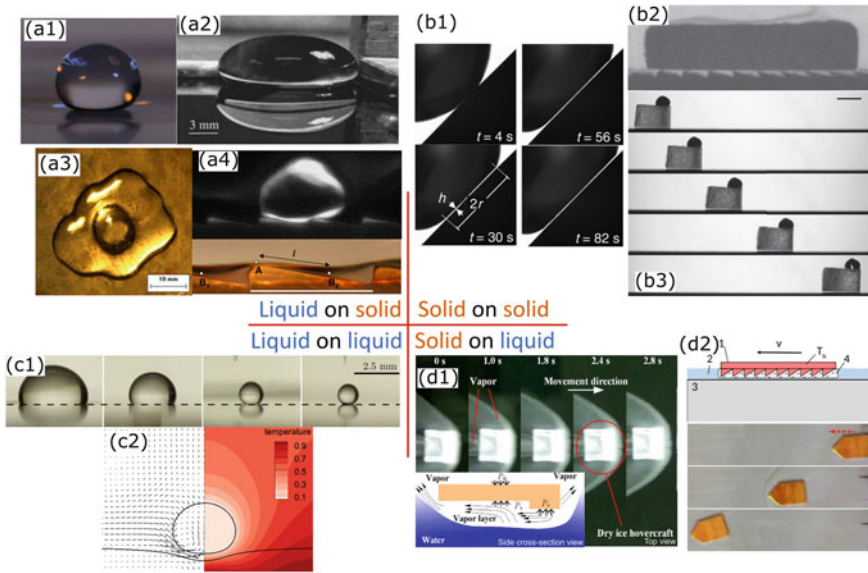 (a1)
(a2)
3 mm
(a3)
10 mm
(a4)
l
A
B
B
(b1)
t = 4 s
t = 56 s
h
2r
t = 30 s
t = 82 s
(b2)
(b3)
Liquid on solid
Solid on solid
Liquid on liquid
Solid on liquid
(c1)
2.5 mm
(c2)
temperature
0.9
0.7
0.5
0.3
0.1
(d1)
0 s
1.0 s
1.8 s
2.4 s
2.8 s
Vapor
Movement direction
Vapor
Vapor
Vapor layer
Water
Side cross-section view
Dry ice hovercraft
Top view
(d2)
v
1
2
3
4